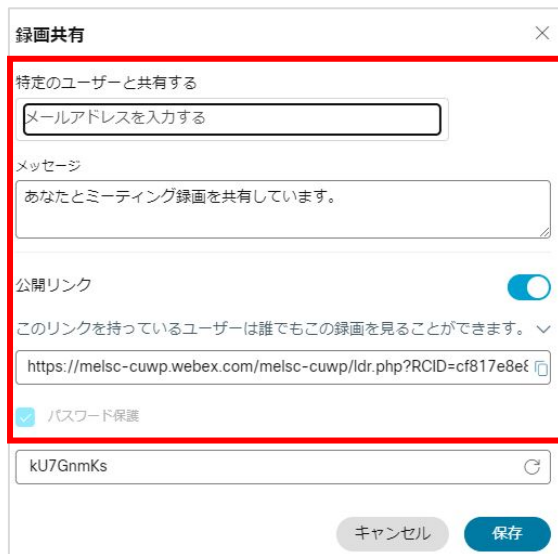 録画共有
特定のユーザーと共有する
メールアドレスを入力する
メッセージ
あなたとミーティング録画を共有しています。
公開リンク
このリンクを持っているユーザーは誰でもこの録画を見ることができます。
https://melsc-cuwp.webex.com/melsc-cuwp/ldr.php?RCID=cf817e8e8
パスワード保護
kU7GnmKs
キャンセル
保存